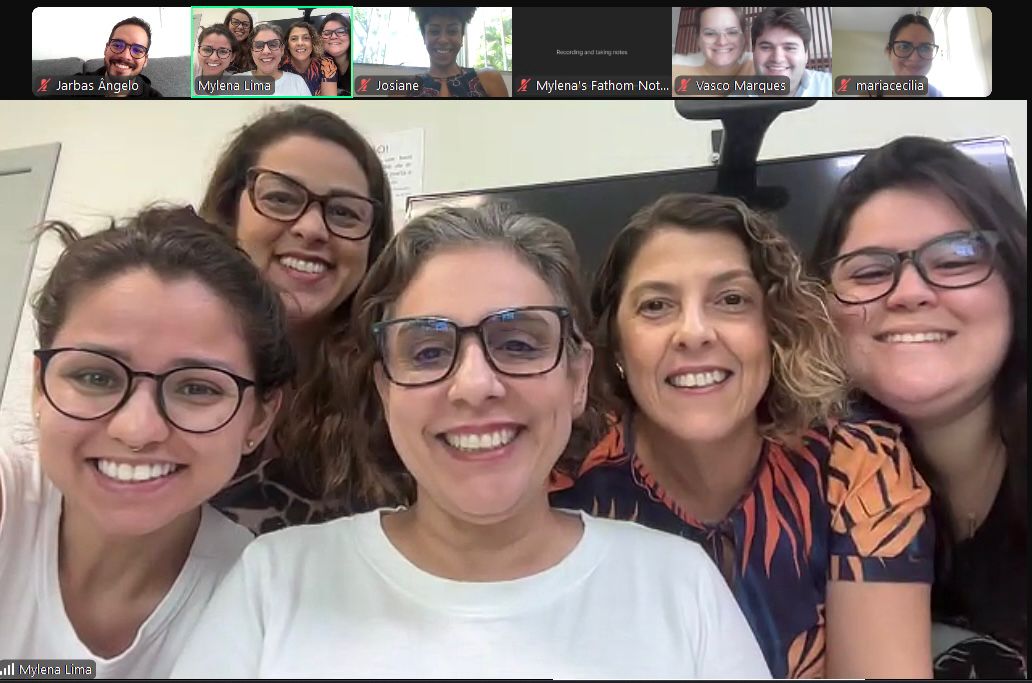 Jarbas Ângelo
Mylena Lima
Josiane
Recording and taking notes
Mylena's Fathom Not...
Vasco Marques
mariacecilia
Mylena Lima